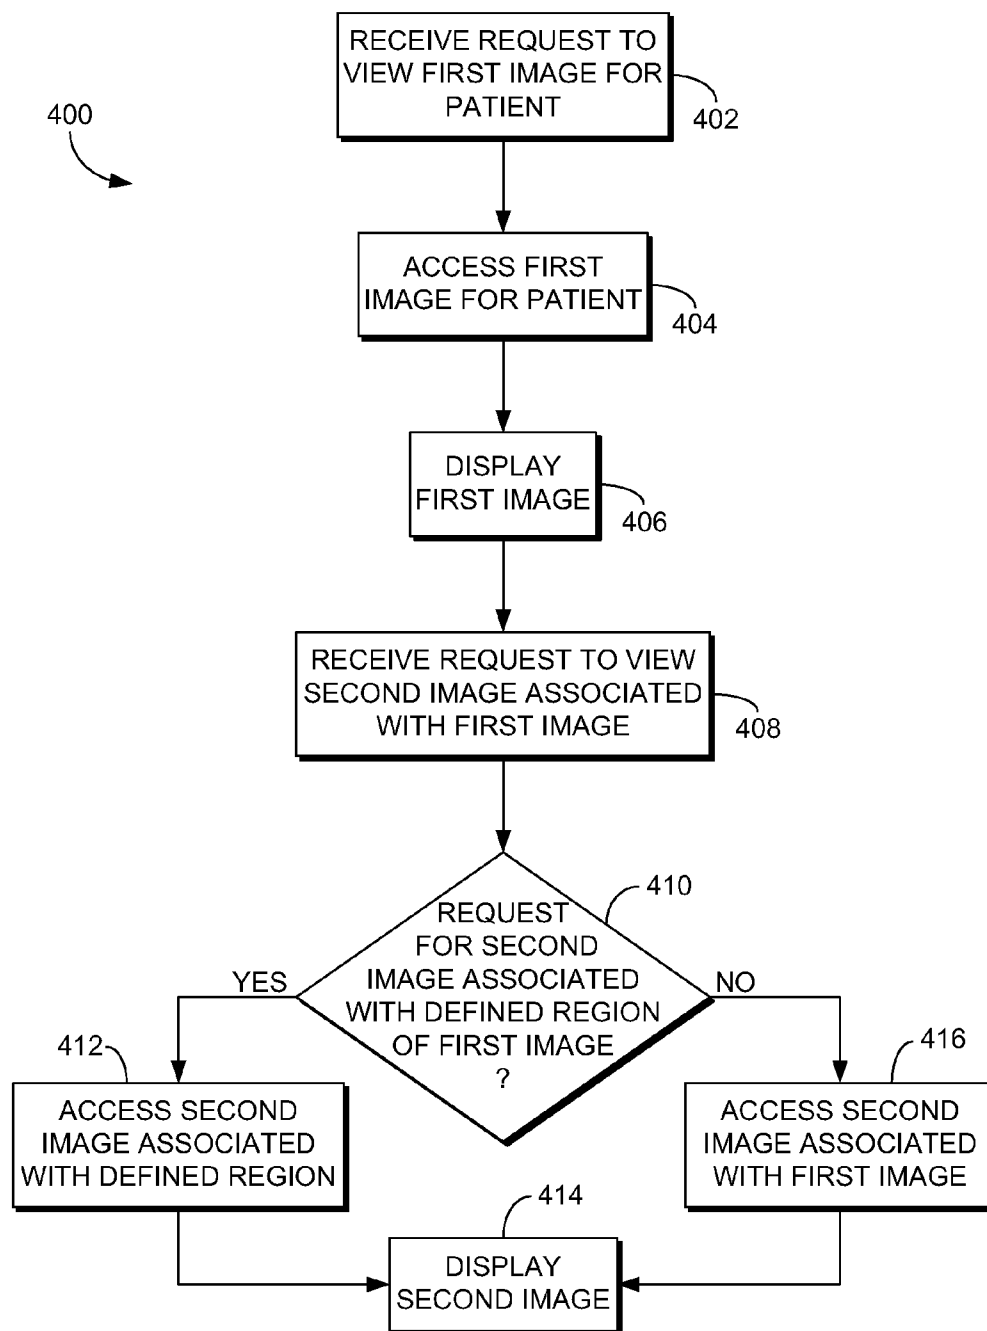 RECEIVE REQUEST TO
VIEW FIRST IMAGE FOR
PATIENT
402
400
ACCESS FIRST
IMAGE FOR PATIENT
404
DISPLAY
FIRST IMAGE
406
RECEIVE REQUEST TO VIEW
SECOND IMAGE ASSOCIATED
WITH FIRST IMAGE
408
410
REQUEST
FOR SECOND
IMAGE ASSOCIATED
WITH DEFINED REGION
OF FIRST IMAGE
?
YES
NO
412
ACCESS SECOND
IMAGE ASSOCIATED
WITH DEFINED REGION
416
ACCESS SECOND
IMAGE ASSOCIATED
WITH FIRST IMAGE
414
DISPLAY
SECOND IMAGE